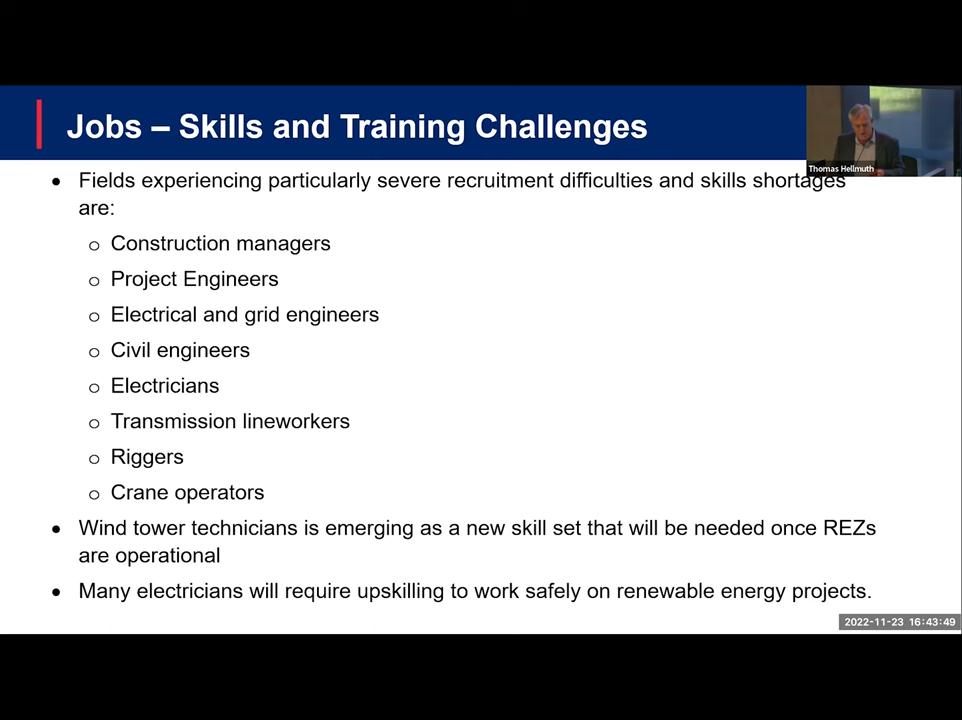 Jobs – Skills and Training Challenges
Thomas Hellmuth
• Fields experiencing particularly severe recruitment difficulties and skills shortages
are:
o Construction managers
o Project Engineers
o Electrical and grid engineers
o Civil engineers
o Electricians
o Transmission lineworkers
o Riggers
o Crane operators
• Wind tower technicians is emerging as a new skill set that will be needed once REZs
are operational
• Many electricians will require upskilling to work safely on renewable energy projects.
2022-11-23 16:43:49